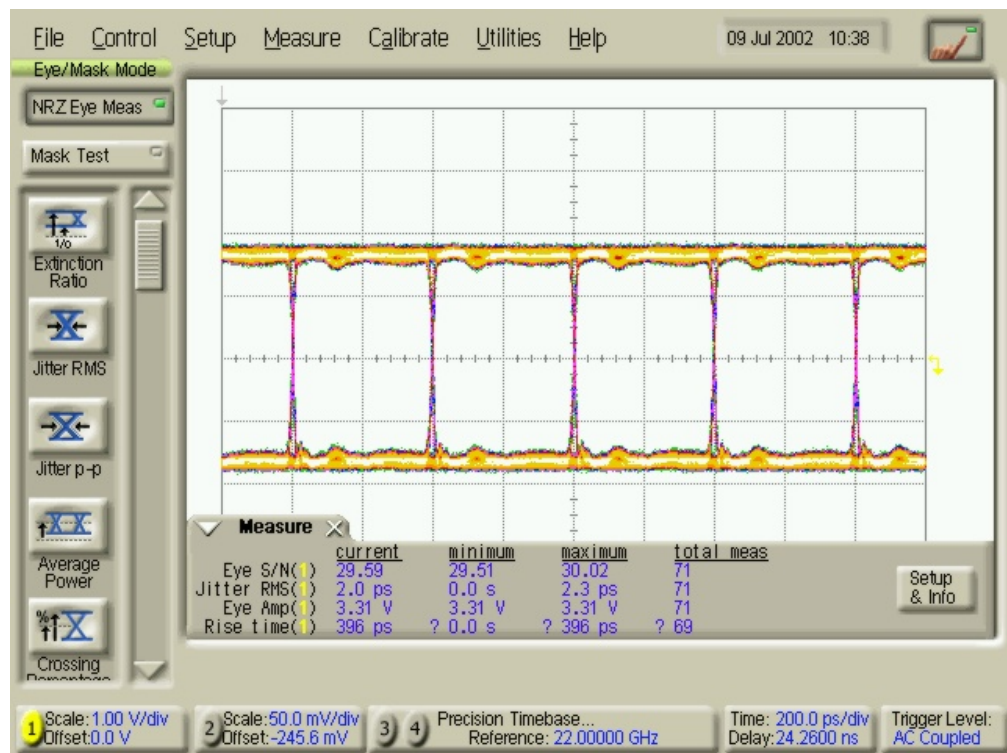 File Control Setup Measure Calibrate Utilities Help 09 Jul 2002 10:38
Eye/Mask Mode
NRZ Eye Meas
Mask Test
1/0
Extinction
Ratio
Jitter RMS
Jitter p-p
Average
Power
%
Crossing
Measure
current minimum maximum total meas
Eye S/N(1) 29.59 29.51 30.02 71
Jitter RMS(1) 2.0 ps 0.0 s 2.3 ps 71
Eye Amp(1) 3.31 V 3.31 V 3.31 V 71
Rise time(1) 396 ps ? 0.0 s ? 396 ps ? 69
Setup
& Info
1 Scale:1.00 V/div
Offset:0.0 V
2 Scale:50.0 mV/div
Offset:-245.6 mV
3 4
Precision Timebase...
Reference: 22.00000 GHz
Time: 200.0 ps/div
Delay:24.2600 ns
Trigger Level:
AC Coupled